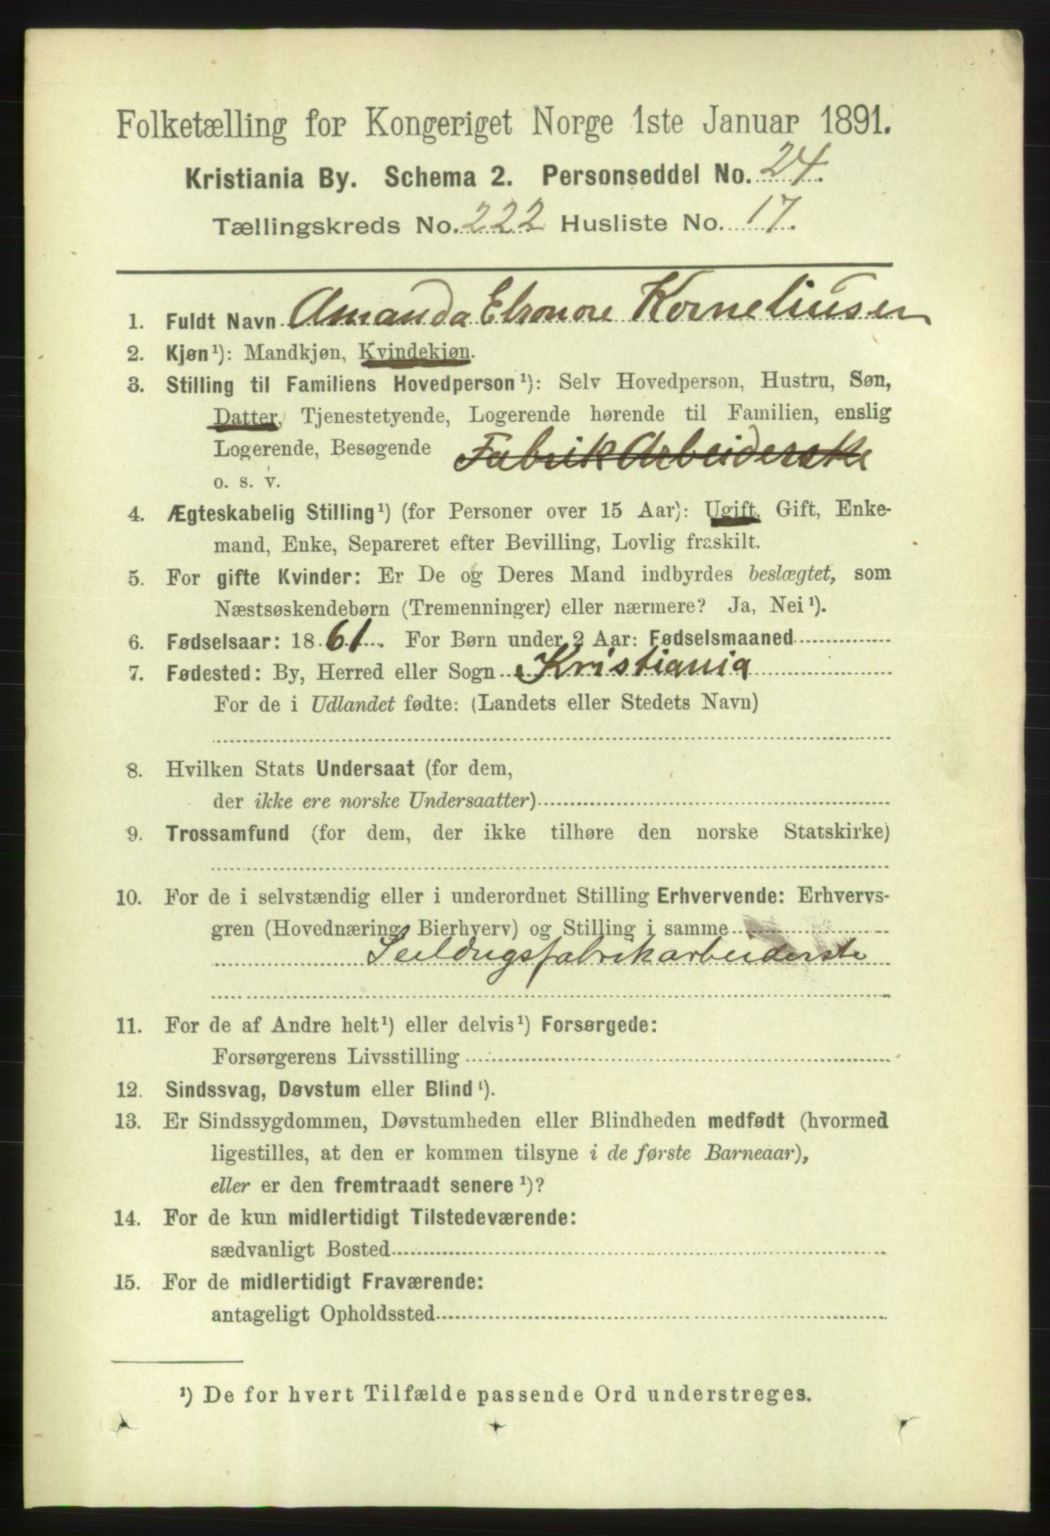 Folketælling for Kongeriget Norge 1ste Januar 1891.
Kristiania By. Schema 2. Personseddel No. 24.
Tællingskreds No. 222 Husliste No. 17.
1. Fuldt Navn Amanda Elonore Korneliusen
2. Kjøn¹): Mandkjøn, Kvindekjøn.
3. Stilling til Familiens Hovedperson¹): Selv Hovedperson, Hustru, Søn,
Datter, Tjenestetyende, Logerende hørende til Familien, enslig
Logerende, Besøgende Fabrik Arbeiderske
o. s. v.
4. Ægteskabelig Stilling¹) (for Personer over 15 Aar): Ugift, Gift, Enke-
mand, Enke, Separeret efter Bevilling, Lovlig fraskilt.
5. For gifte Kvinder: Er De og Deres Mand indbyrdes beslægtet, som
Næstsøskendebørn (Tremenninger) eller nærmere? Ja, Nei¹).
6. Fødselsaar: 1861. For Børn under 2 Aar: Fødselsmaaned
7. Fødested: By, Herred eller Sogn Kristiania
For de i Udlandet fødte: (Landets eller Stedets Navn)
8. Hvilken Stats Undersaat (for dem,
der ikke ere norske Undersaatter)
9. Trossamfund (for dem, der ikke tilhøre den norske Statskirke)
10. For de i selvstændig eller i underordnet Stilling Erhvervende: Erhvervs-
gren (Hovednæring, Bierhverv) og Stilling i samme
Seildugsfabrikarbeiderske
11. For de af Andre helt¹) eller delvis¹) Forsørgede:
Forsørgerens Livsstilling
12. Sindssvag, Døvstum eller Blind¹).
13. Er Sindssygdommen, Døvstumheden eller Blindheden medfødt (hvormed
ligestilles, at den er kommen tilsyne i de første Barneaar),
eller er den fremtraadt senere¹)?
14. For de kun midlertidigt Tilstedeværende:
sædvanligt Bosted
15. For de midlertidigt Fraværende:
antageligt Opholdssted
¹) De for hvert Tilfælde passende Ord understreges.